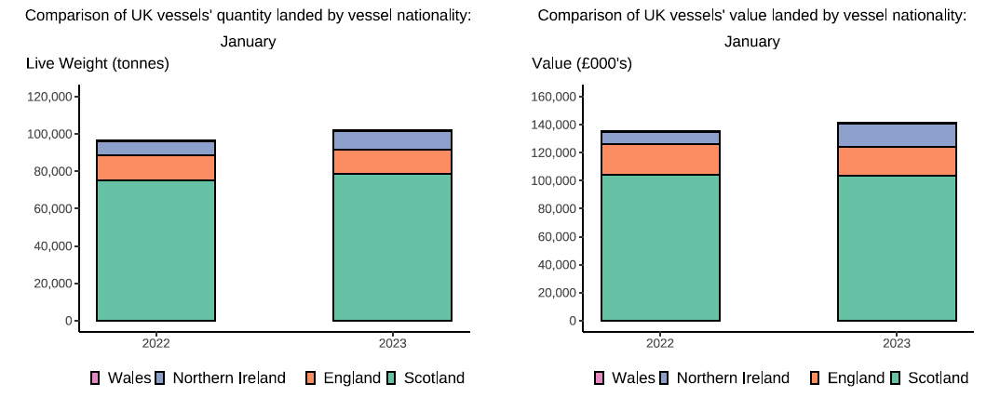 Comparison of UK vessels' quantity landed by vessel nationality:
January
Live Weight (tonnes)
120,000
100,000
80,000
60,000
40,000
20,000
0
2022
2023
Wales
Northern Ireland
England
Scotland
Comparison of UK vessels' value landed by vessel nationality:
January
Value (£000's)
160,000
140,000
120,000
100,000
80,000
60,000
40,000
20,000
0
2022
2023
Wales
Northern Ireland
England
Scotland